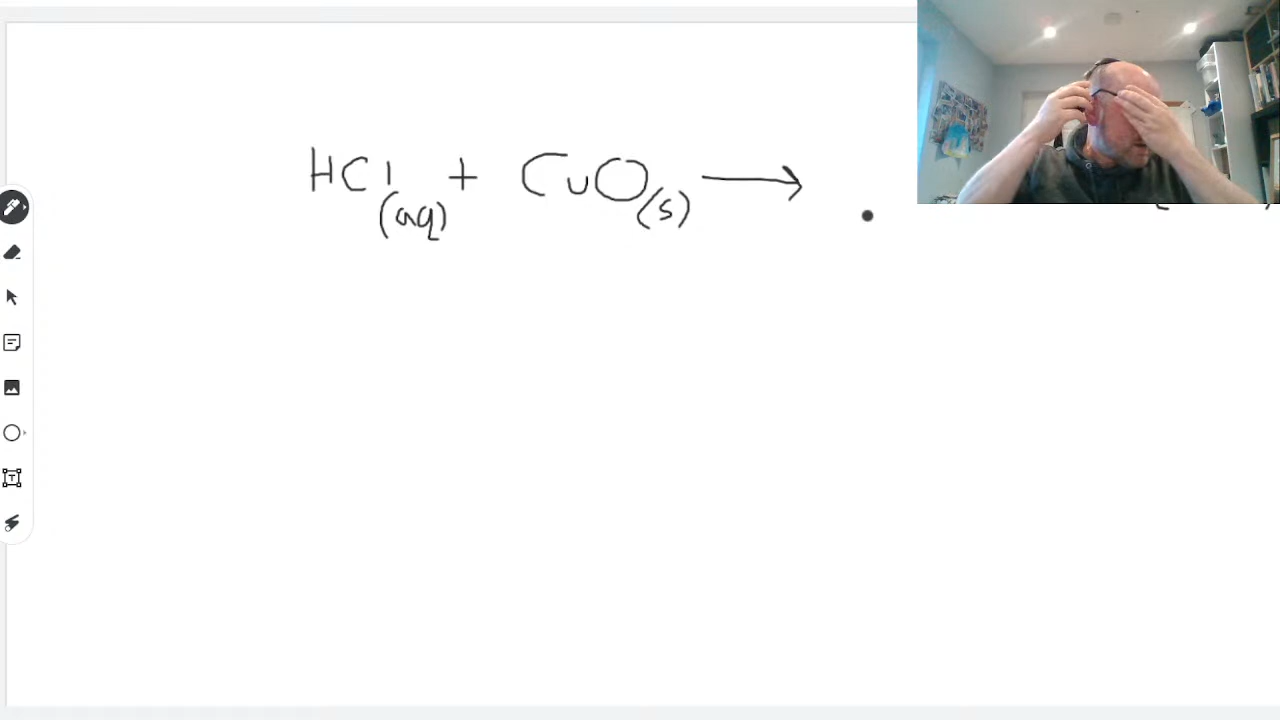 HCl(aq) + CuO(s) →